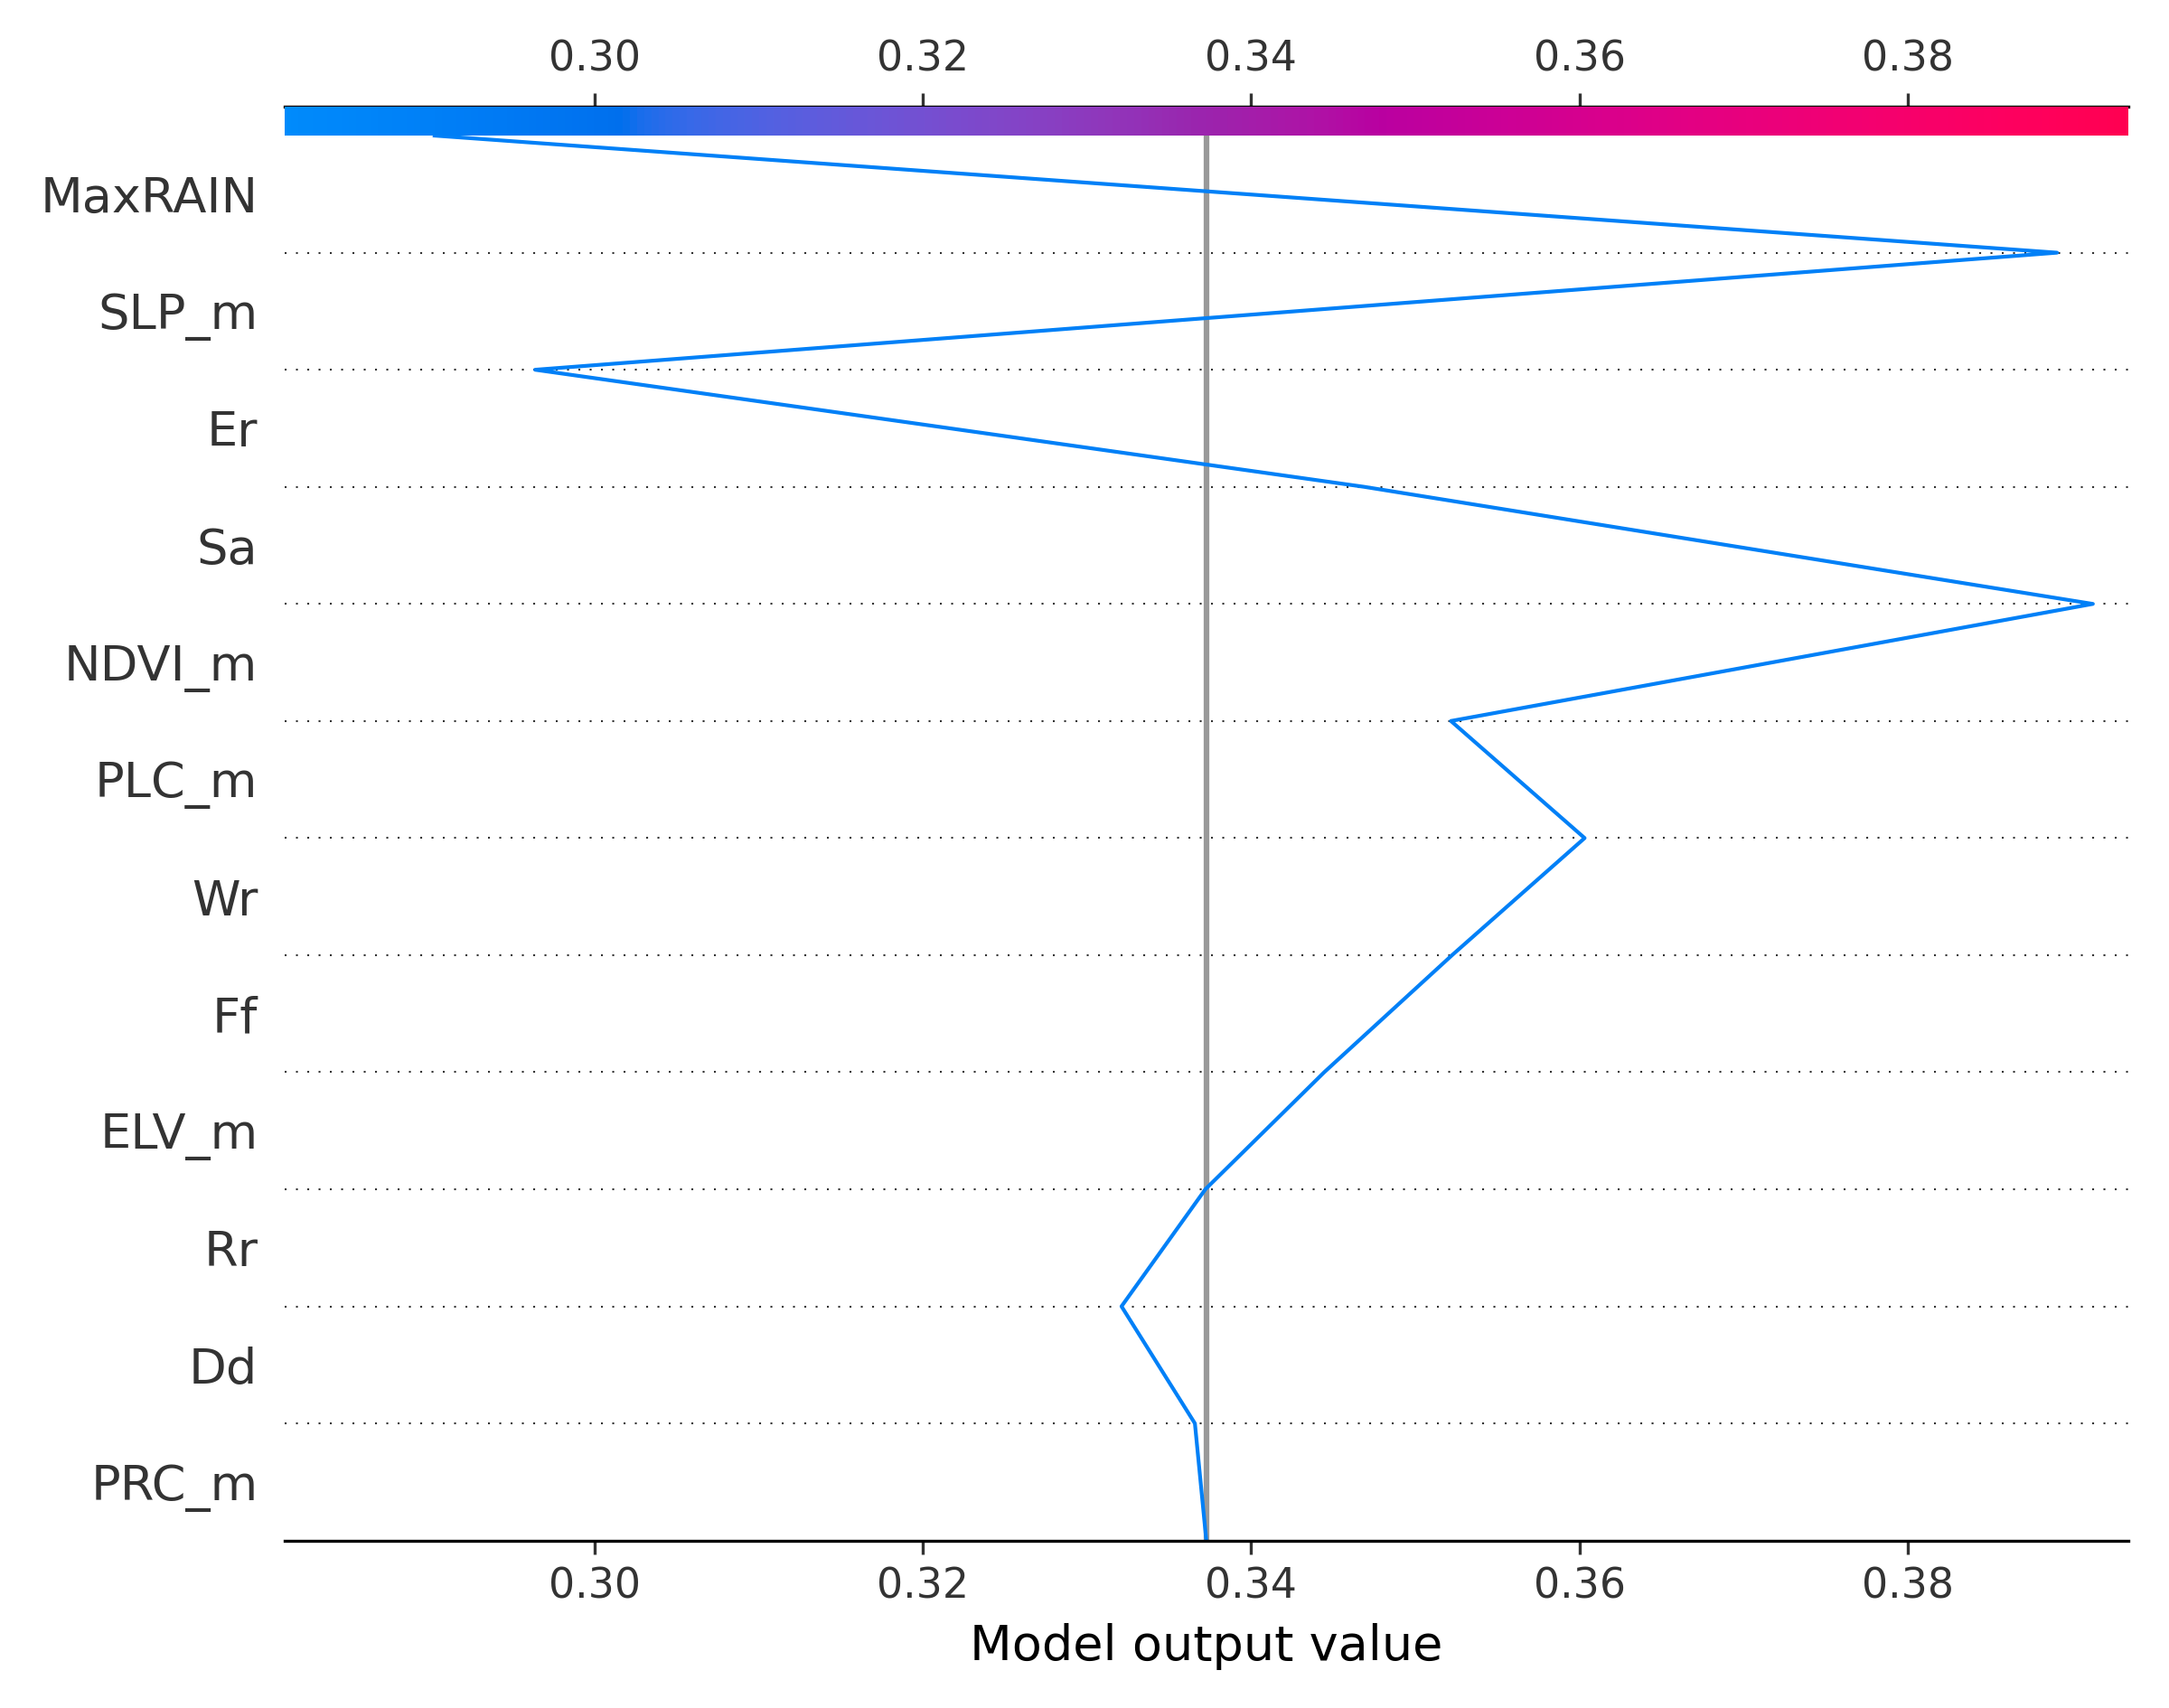 0.30 0.32 0.34 0.36 0.38
MaxRAIN
SLP_m
Er
Sa
NDVI_m
PLC_m
Wr
Ff
ELV_m
Rr
Dd
PRC_m
0.30 0.32 0.34 0.36 0.38
Model output value